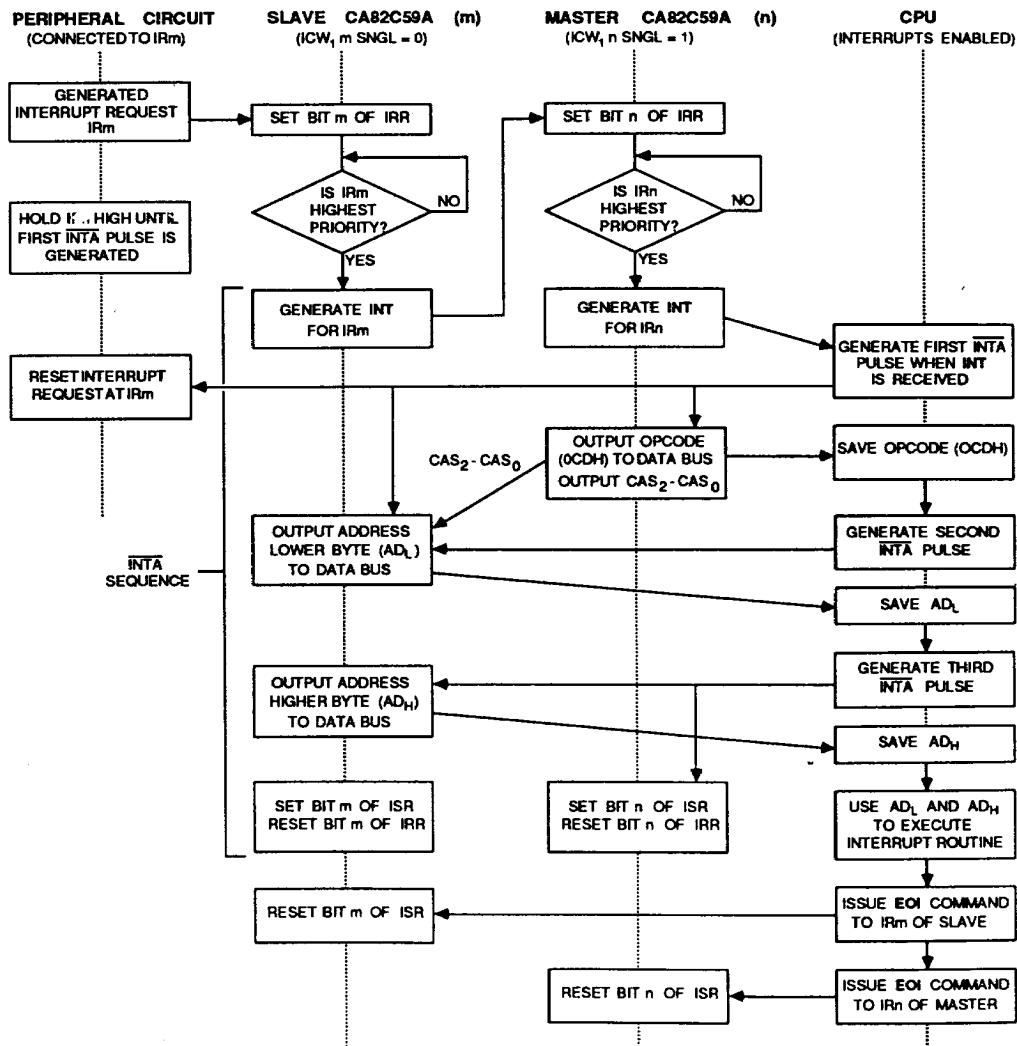 PERIPHERAL CIRCUIT
(CONNECTED TO IRm)
SLAVE CA82C59A (m)
(ICW1 m SNGL = 0)
MASTER CA82C59A (n)
(ICW1 n SNGL = 1)
CPU
(INTERRUPTS ENABLED)
GENERATED
INTERRUPT REQUEST
IRm
SET BIT m OF IRR
SET BIT n OF IRR
IS IRm
HIGHEST
PRIORITY?
NO
YES
IS IRn
HIGHEST
PRIORITY?
NO
YES
HOLD HIGH UNTIL
FIRST INTA PULSE IS
GENERATED
GENERATE INT
FOR IRm
GENERATE INT
FOR IRn
GENERATE FIRST INTA
PULSE WHEN INT
IS RECEIVED
RESET INTERRUPT
REQUEST AT IRm
OUTPUT OPCODE
(0CDH) TO DATA BUS
OUTPUT CAS2 - CAS0
SAVE OPCODE (OCDH)
CAS2 - CAS0
OUTPUT ADDRESS
LOWER BYTE (ADL)
TO DATA BUS
GENERATE SECOND
INTA PULSE
INTA
SEQUENCE
SAVE ADL
OUTPUT ADDRESS
HIGHER BYTE (ADH)
TO DATA BUS
GENERATE THIRD
INTA PULSE
SAVE ADH
SET BIT m OF ISR
RESET BIT m OF IRR
SET BIT n OF ISR
RESET BIT n OF IRR
USE ADL AND ADH
TO EXECUTE
INTERRUPT ROUTINE
RESET BIT m OF ISR
ISSUE EOI COMMAND
TO IRm OF SLAVE
RESET BIT n OF ISR
ISSUE EOI COMMAND
TO IRn OF MASTER